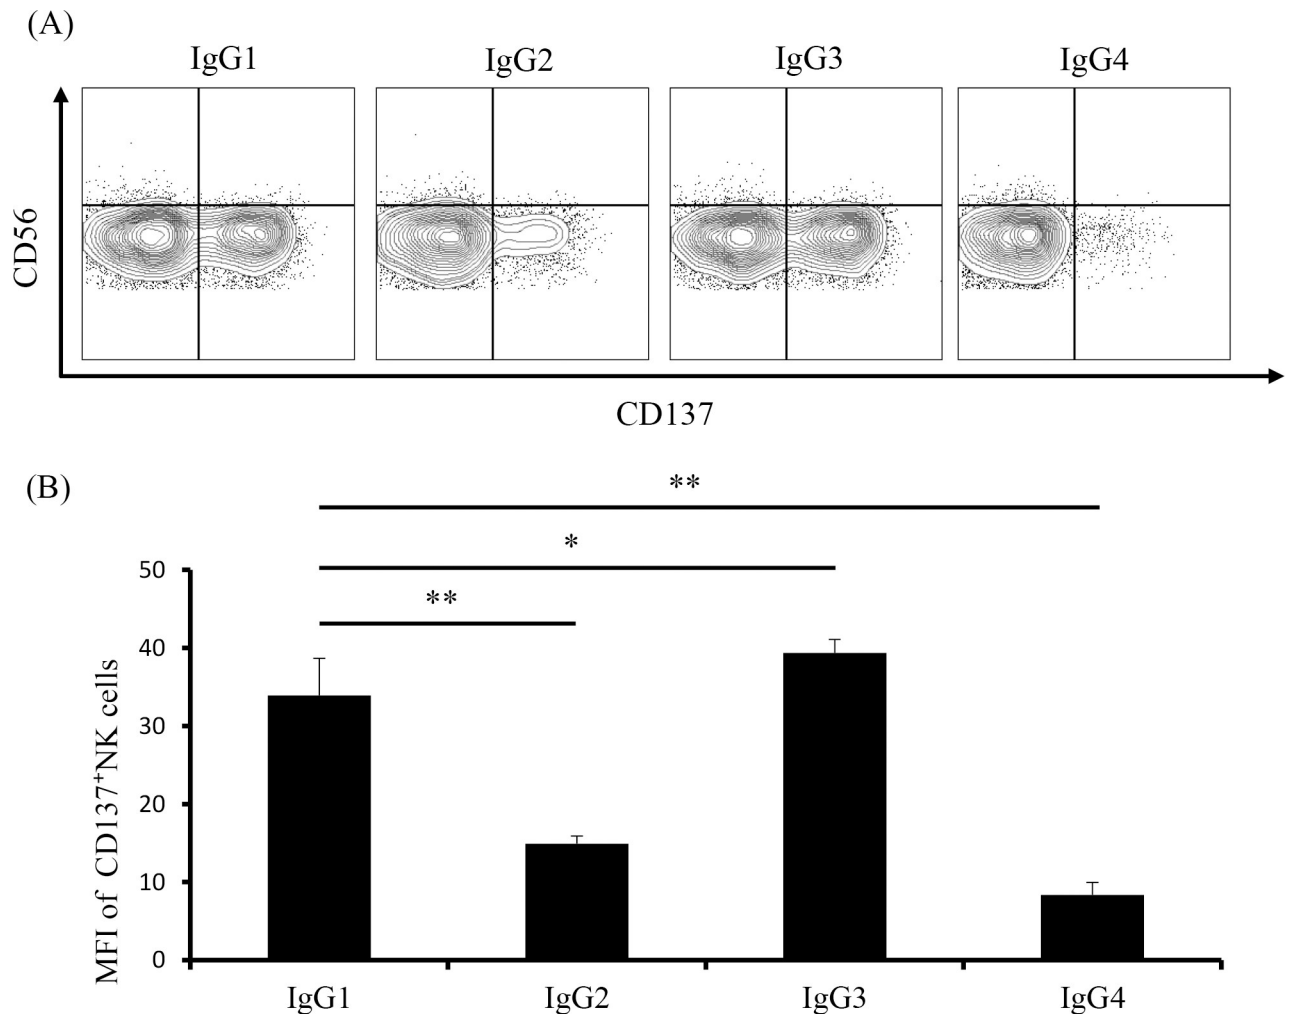 (A)
IgG1 IgG2 IgG3 IgG4
CD56
CD137
(B)
**
*
**
50
40
30
20
10
0
MFI of CD137⁺NK cells
IgG1 IgG2 IgG3 IgG4